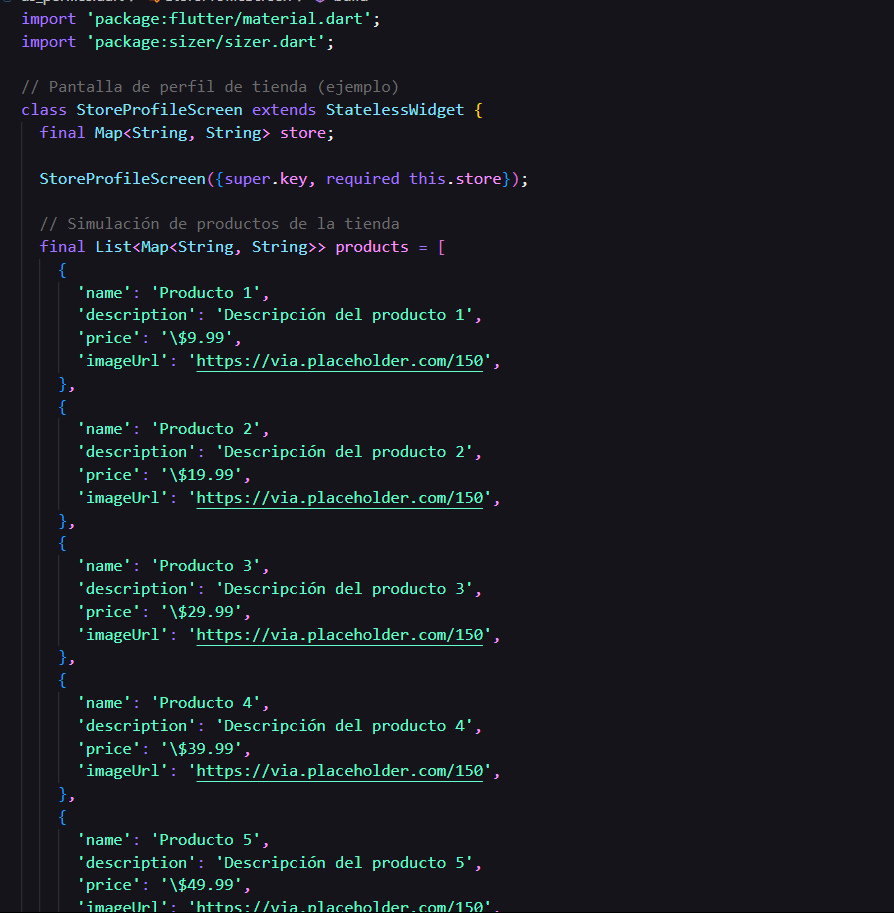 import 'package:flutter/material.dart';
import 'package:sizer/sizer.dart';

// Pantalla de perfil de tienda (ejemplo)
class StoreProfileScreen extends StatelessWidget {
  final Map<String, String> store;

  StoreProfileScreen({super.key, required this.store});

  // Simulación de productos de la tienda
  final List<Map<String, String>> products = [
    {
      'name': 'Producto 1',
      'description': 'Descripción del producto 1',
      'price': '\$9.99',
      'imageUrl': 'https://via.placeholder.com/150',
    },
    {
      'name': 'Producto 2',
      'description': 'Descripción del producto 2',
      'price': '\$19.99',
      'imageUrl': 'https://via.placeholder.com/150',
    },
    {
      'name': 'Producto 3',
      'description': 'Descripción del producto 3',
      'price': '\$29.99',
      'imageUrl': 'https://via.placeholder.com/150',
    },
    {
      'name': 'Producto 4',
      'description': 'Descripción del producto 4',
      'price': '\$39.99',
      'imageUrl': 'https://via.placeholder.com/150',
    },
    {
      'name': 'Producto 5',
      'description': 'Descripción del producto 5',
      'price': '\$49.99',
      'imageUrl': 'https://via.placeholder.com/150',